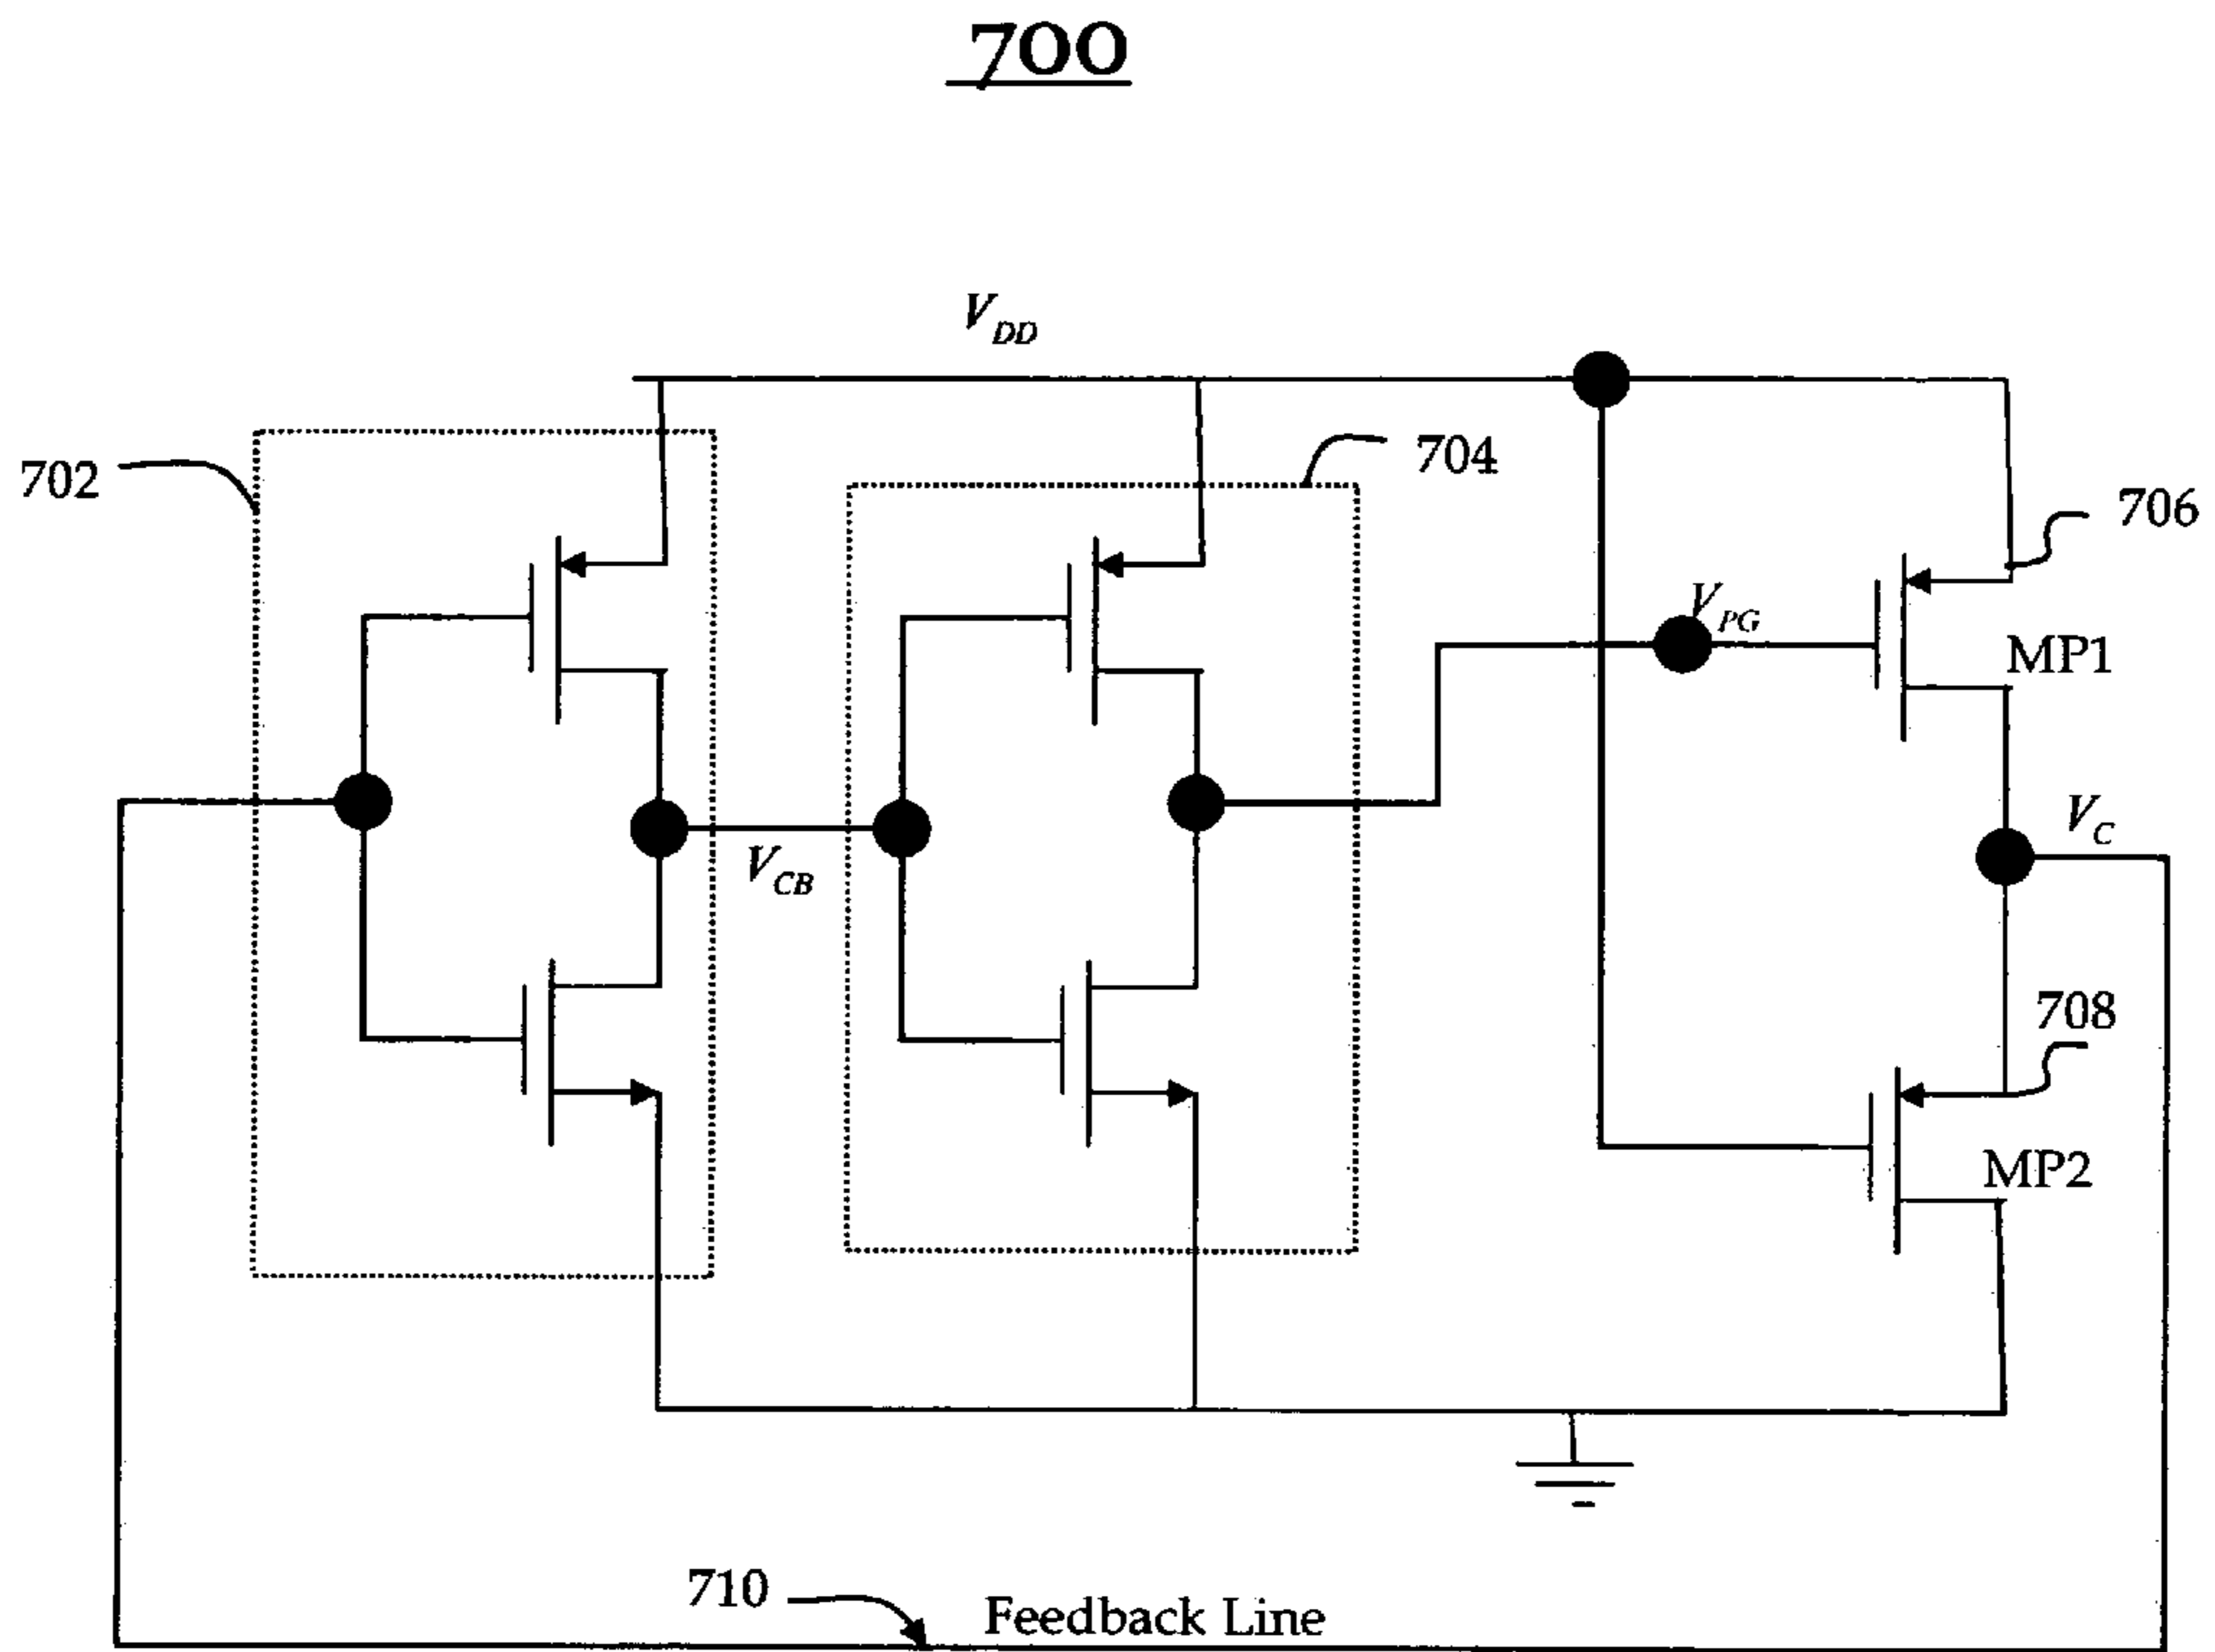 700
V_DD
702
704
706
V_PG
MP1
V_C
V_CB
708
MP2
710
Feedback Line